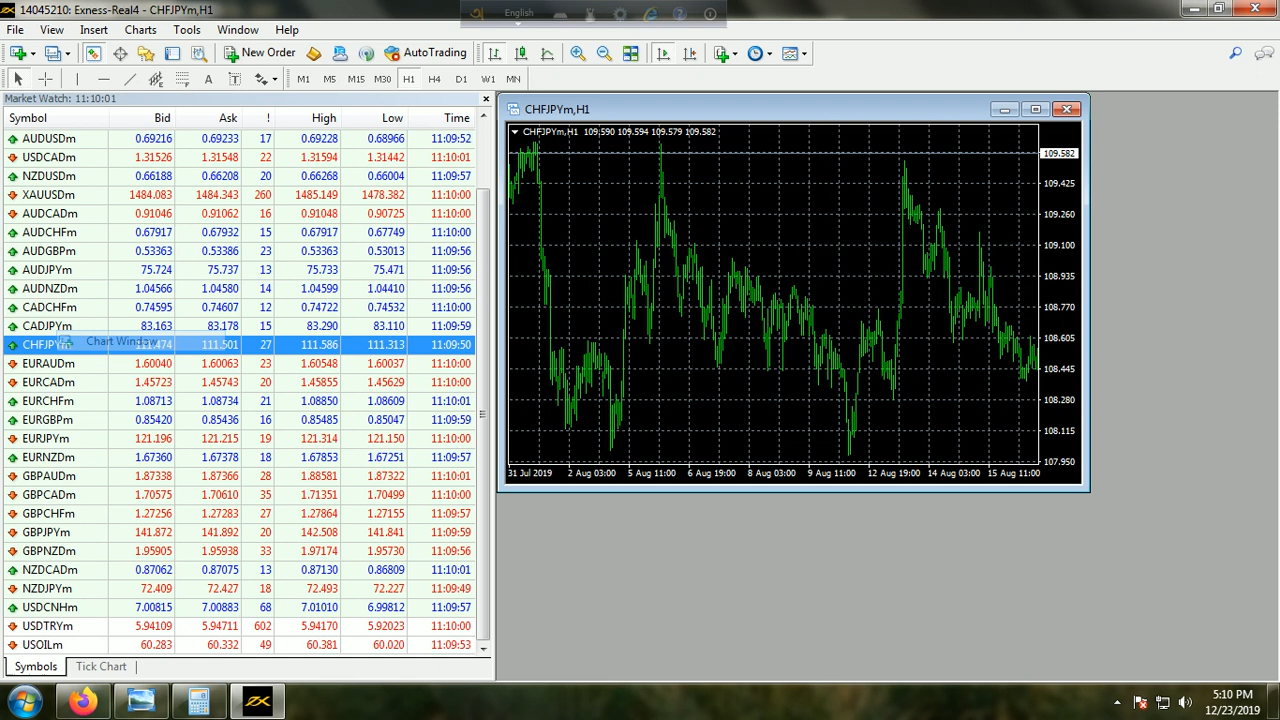 14045210: Exness-Real4 - CHFJPYm,H1
English
File View Insert Charts Tools Window Help
New Order AutoTrading
M1 M5 M15 M30 H1 H4 D1 W1 MN
Market Watch: 11:10:01
Symbol Bid Ask ! High Low Time
AUDUSDm 0.69216 0.69233 17 0.69228 0.68966 11:09:52
USDCADm 1.31526 1.31548 22 1.31594 1.31442 11:10:01
NZDUSDm 0.66188 0.66208 20 0.66268 0.66004 11:09:57
XAUUSDm 1484.083 1484.343 260 1485.149 1478.382 11:10:00
AUDCADm 0.91046 0.91062 16 0.91048 0.90725 11:10:00
AUDCHFm 0.67917 0.67932 15 0.67917 0.67749 11:10:00
AUDGBPm 0.53363 0.53386 23 0.53363 0.53013 11:09:56
AUDJPYm 75.724 75.737 13 75.733 75.471 11:09:56
AUDNZDm 1.04566 1.04580 14 1.04599 1.04410 11:09:56
CADCHFm 0.74595 0.74607 12 0.74722 0.74532 11:10:00
CADJPYm 83.163 83.178 15 83.290 83.110 11:09:59
CHFJPYm 111.474 111.501 27 111.586 111.313 11:09:50
Chart Window
EURAUDm 1.60040 1.60063 23 1.60548 1.60037 11:10:00
EURCADm 1.45723 1.45743 20 1.45855 1.45629 11:10:00
EURCHFm 1.08713 1.08734 21 1.08850 1.08609 11:10:01
EURGBPm 0.85420 0.85436 16 0.85485 0.85047 11:09:59
EURJPYm 121.196 121.215 19 121.314 121.150 11:10:00
EURNZDm 1.67360 1.67378 18 1.67853 1.67251 11:09:57
GBPAUDm 1.87338 1.87366 28 1.88581 1.87322 11:10:01
GBPCADm 1.70575 1.70610 35 1.71351 1.70499 11:10:00
GBPCHFm 1.27256 1.27283 27 1.27864 1.27155 11:09:57
GBPJPYm 141.872 141.892 20 142.508 141.841 11:09:59
GBPNZDm 1.95905 1.95938 33 1.97174 1.95730 11:09:56
NZDCADm 0.87062 0.87075 13 0.87130 0.86809 11:10:01
NZDJPYm 72.409 72.427 18 72.493 72.227 11:09:49
USDCNHm 7.00815 7.00883 68 7.01010 6.99812 11:09:57
USDTRYm 5.94109 5.94711 602 5.94170 5.92023 11:10:00
USOILm 60.283 60.332 49 60.381 60.020 11:09:53
Symbols Tick Chart
CHFJPYm,H1
CHFJPYm,H1 109.590 109.594 109.579 109.582
109.582
109.425
109.260
109.100
108.935
108.770
108.605
108.445
108.280
108.115
107.950
31 Jul 2019 2 Aug 03:00 5 Aug 11:00 6 Aug 19:00 8 Aug 03:00 9 Aug 11:00 12 Aug 19:00 14 Aug 03:00 15 Aug 11:00
5:10 PM
12/23/2019